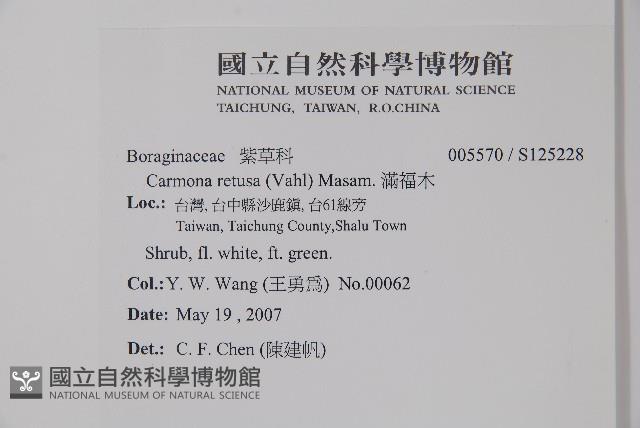 國立自然科學博物館
NATIONAL MUSEUM OF NATURAL SCIENCE
TAICHUNG, TAIWAN, R.O.CHINA
Boraginaceae 紫草科 005570 / S125228
Carmona retusa (Vahl) Masam. 滿福木
Loc.: 台灣, 台中縣沙鹿鎮, 台61線旁
Taiwan, Taichung County,Shalu Town
Shrub, fl. white, ft. green.
Col.: Y. W. Wang (王勇爲) No.00062
Date: May 19 , 2007
Det.: C. F. Chen (陳建帆)
國立自然科學博物館
NATIONAL MUSEUM OF NATURAL SCIENCE